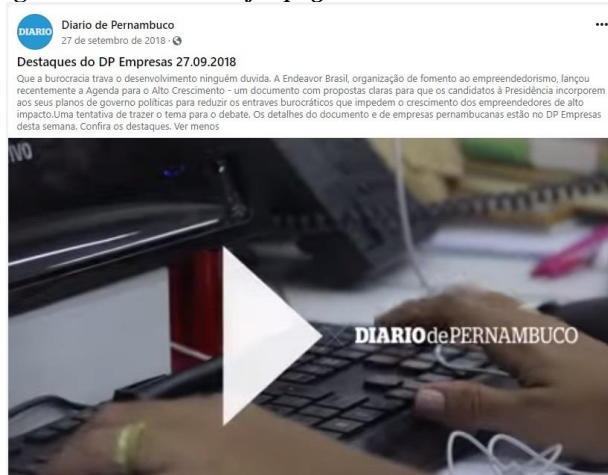 DIARIO
Diario de Pernambuco
27 de setembro de 2018 ·
Destaques do DP Empresas 27.09.2018
Que a burocracia trava o desenvolvimento ninguém duvida. A Endeavor Brasil, organização de fomento ao empreendedorismo, lançou
recentemente a Agenda para o Alto Crescimento - um documento com propostas claras para que os candidatos à Presidência incorporem
aos seus planos de governo políticas para reduzir os entraves burocráticos que impedem o crescimento dos empreendedores de alto
impacto.Uma tentativa de trazer o tema para o debate. Os detalhes do documento e de empresas pernambucanas estão no DP Empresas
desta semana. Confira os destaques. Ver menos
DIARIOdePERNAMBUCO